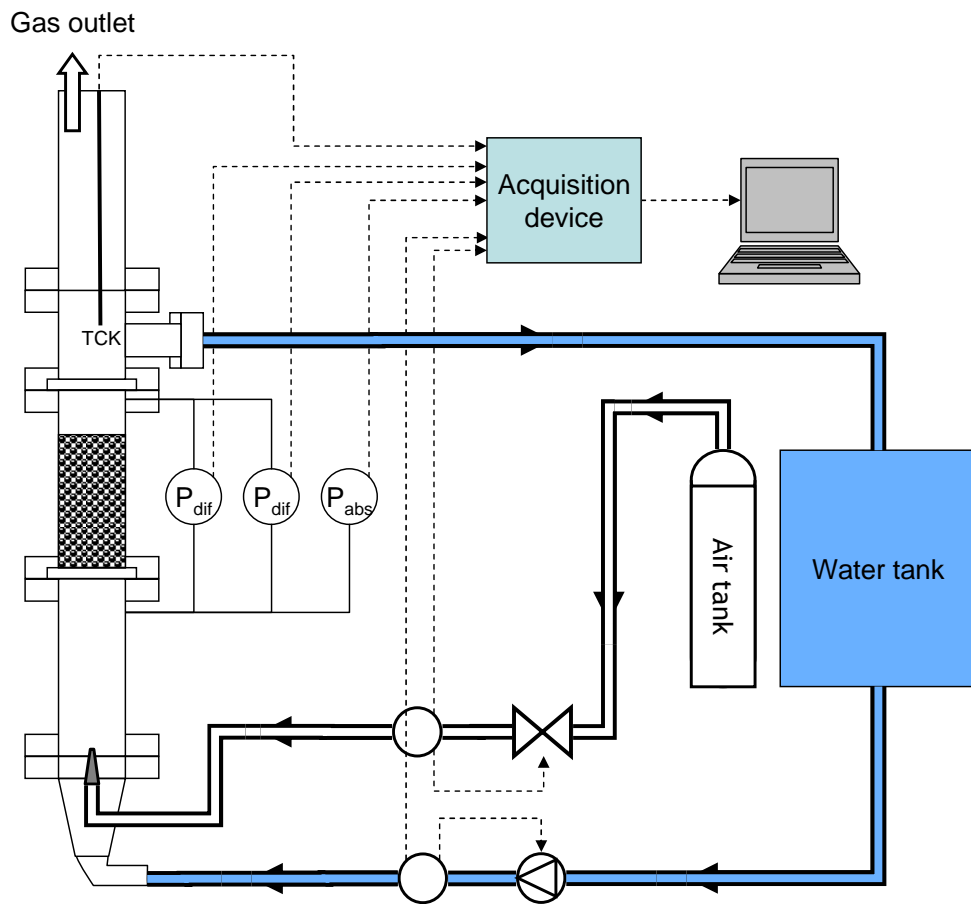 Gas outlet
Acquisition
device
TCK
P dif
P dif
P abs
Air tank
Water tank